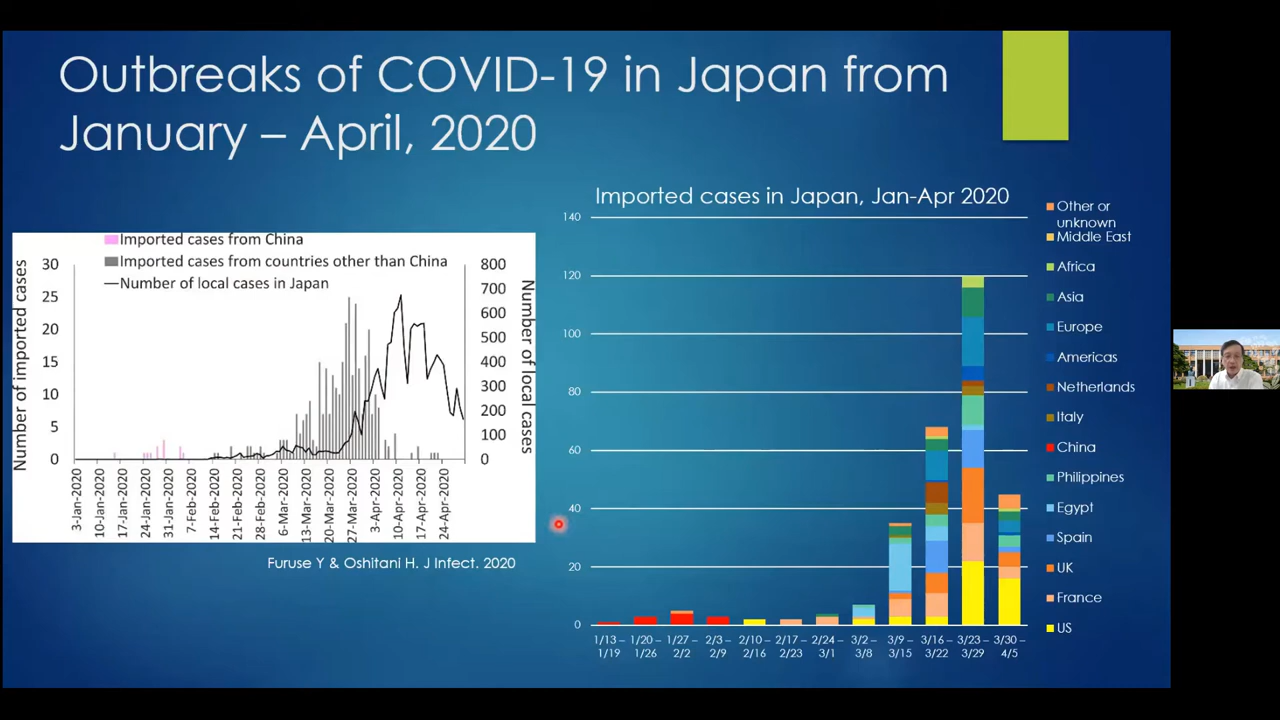 Outbreaks of COVID-19 in Japan from
January – April, 2020
Imported cases from China
Imported cases from countries other than China
Number of local cases in Japan
Number of imported cases
30
25
20
15
10
5
0
800
700
600
500
400
300
200
100
0
Number of local cases
3-Jan-2020
10-Jan-2020
17-Jan-2020
24-Jan-2020
31-Jan-2020
7-Feb-2020
14-Feb-2020
21-Feb-2020
28-Feb-2020
6-Mar-2020
13-Mar-2020
20-Mar-2020
27-Mar-2020
3-Apr-2020
10-Apr-2020
17-Apr-2020
24-Apr-2020
Furuse Y & Oshitani H. J Infect. 2020
Imported cases in Japan, Jan-Apr 2020
140
120
100
80
60
40
20
0
1/13 –
1/19
1/20 –
1/26
1/27 –
2/2
2/3 –
2/9
2/10 –
2/16
2/17 –
2/23
2/24 –
3/1
3/2 –
3/8
3/9 –
3/15
3/16 –
3/22
3/23 –
3/29
3/30 –
4/5
Other or
unknown
Middle East
Africa
Asia
Europe
Americas
Netherlands
Italy
China
Philippines
Egypt
Spain
UK
France
US